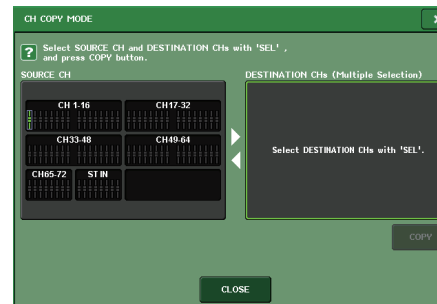 CH COPY MODE
Select SOURCE CH and DESTINATION CHs with 'SEL' ,
and press COPY button.
SOURCE CH
DESTINATION CHs (Multiple Selection)
CH 1-16
CH17-32
CH33-48
CH49-64
CH65-72
ST IN
Select DESTINATION CHs with 'SEL'.
COPY
CLOSE